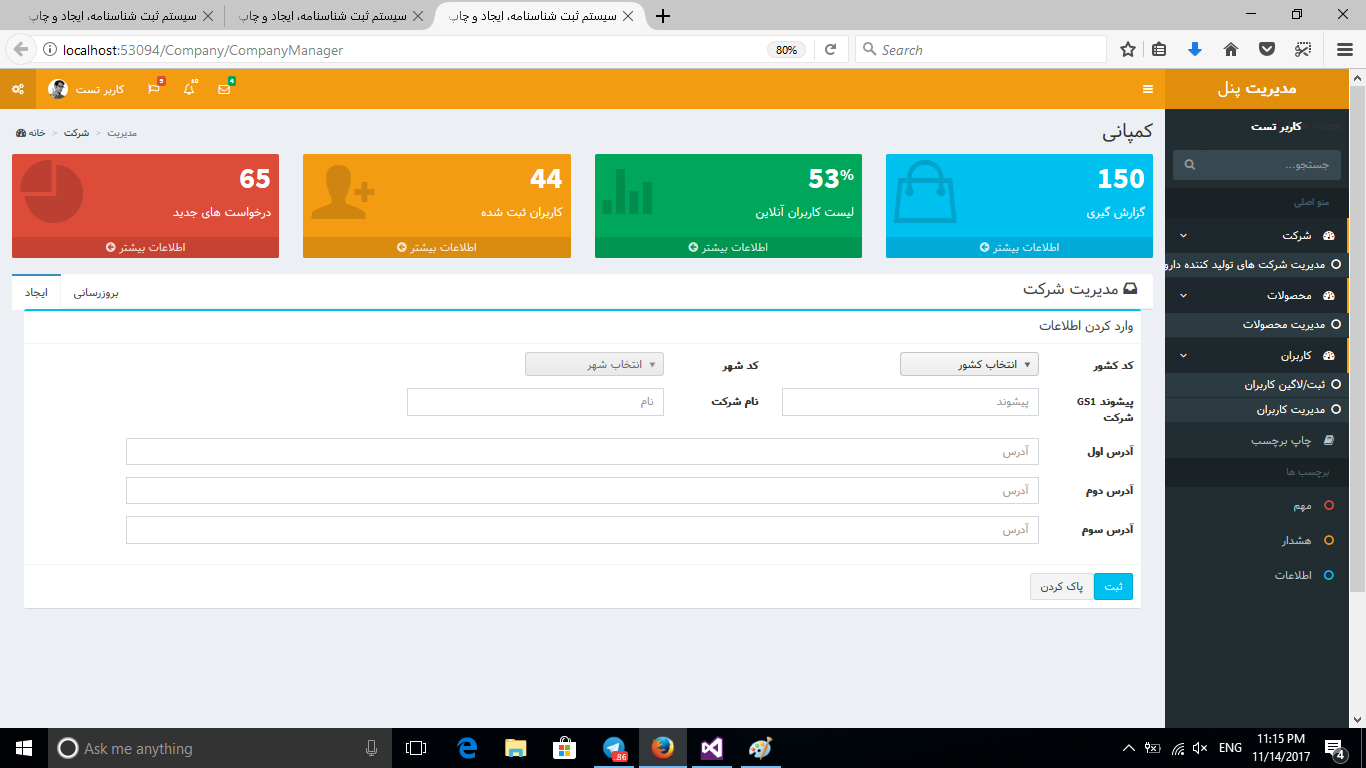 سیستم ثبت شناسنامه، ایجاد و چاپ
سیستم ثبت شناسنامه، ایجاد و چاپ
سیستم ثبت شناسنامه، ایجاد و چاپ
localhost:53094/Company/CompanyManager
80%
Search
مدیریت پنل
کاربر تست
5
10
4
کاربر تست
جستجو...
منو اصلی
شرکت
مدیریت شرکت های تولید کننده دارو
محصولات
مدیریت محصولات
کاربران
ثبت/لاگین کاربران
مدیریت کاربران
چاپ برچسب
برچسب ها
مهم
هشدار
اطلاعات
کمپانی
خانه > شرکت > مدیریت
150
گزارش گیری
اطلاعات بیشتر
53%
لیست کاربران آنلاین
اطلاعات بیشتر
44
کاربران ثبت شده
اطلاعات بیشتر
65
درخواست های جدید
اطلاعات بیشتر
مدیریت شرکت
بروزرسانی
ایجاد
وارد کردن اطلاعات
کد کشور
انتخاب کشور
کد شهر
انتخاب شهر
پیشوند GS1
شرکت
پیشوند
نام شرکت
نام
آدرس اول
آدرس
آدرس دوم
آدرس
آدرس سوم
آدرس
ثبت
پاک کردن
Ask me anything
86
ENG
11:15 PM
11/14/2017
4